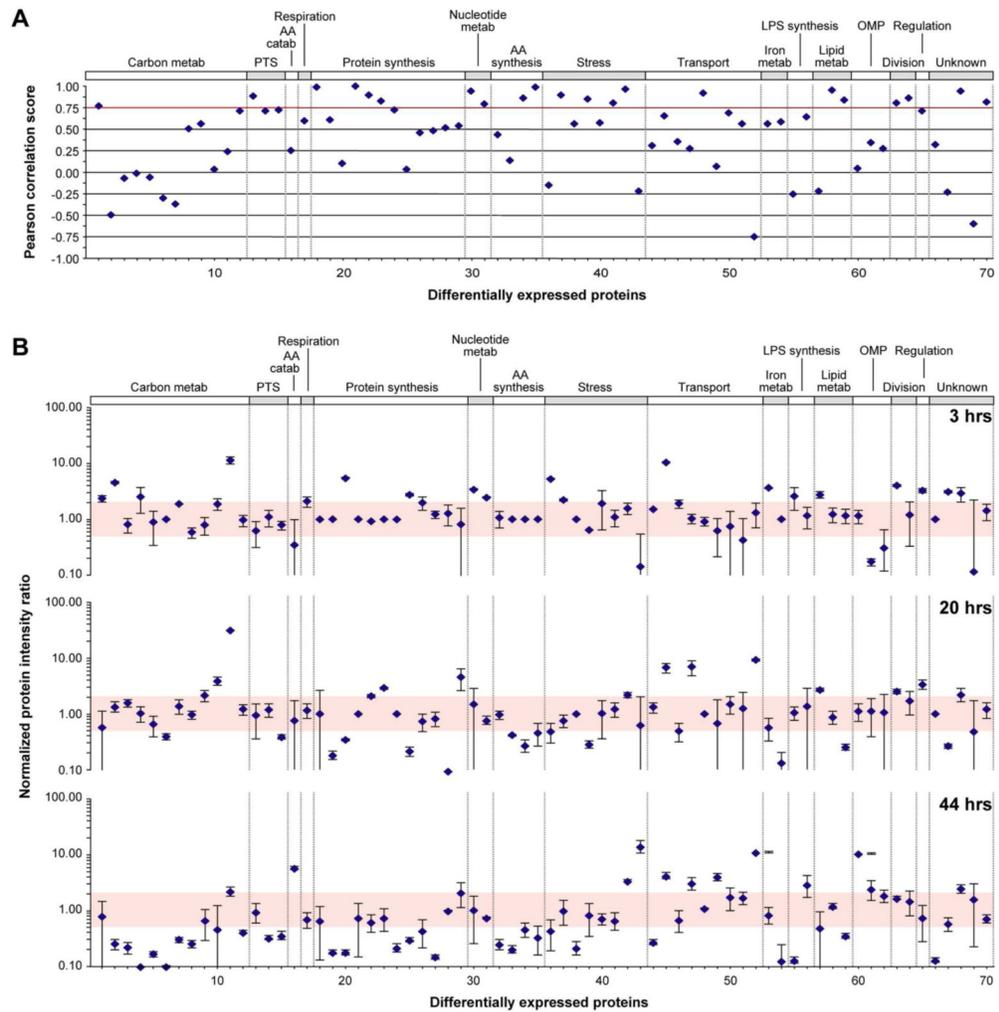 A
Respiration
Nucleotide
metab
LPS synthesis
OMP
Regulation
AA
catab
AA
synthesis
Iron
metab
Lipid
metab
Carbon metab
PTS
Protein synthesis
Stress
Transport
Division
Unknown
Pearson correlation score
1.00
0.75
0.50
0.25
0.00
-0.25
-0.50
-0.75
-1.00
10 20 30 40 50 60 70
Differentially expressed proteins
B
Respiration
Nucleotide
metab
LPS synthesis
OMP
Regulation
AA
catab
AA
synthesis
Iron
metab
Lipid
metab
Carbon metab
PTS
Protein synthesis
Stress
Transport
Division
Unknown
Normalized protein intensity ratio
100.00
3 hrs
10.00
1.00
0.10
100.00
20 hrs
10.00
1.00
0.10
100.00
44 hrs
10.00
1.00
0.10
10 20 30 40 50 60 70
Differentially expressed proteins